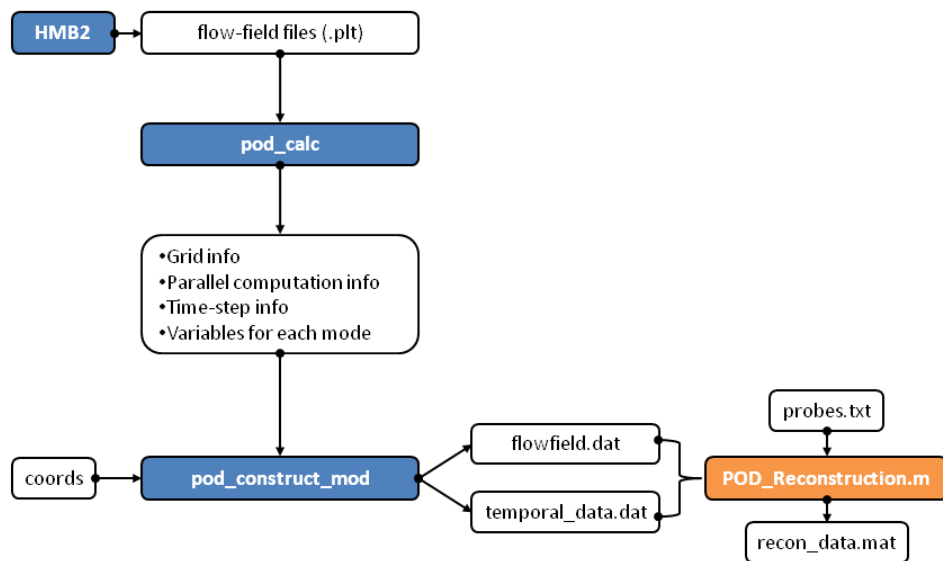 HMB2
flow-field files (.plt)
pod_calc
•Grid info
•Parallel computation info
•Time-step info
•Variables for each mode
probes.txt
flowfield.dat
coords
pod_construct_mod
POD_Reconstruction.m
temporal_data.dat
recon_data.mat